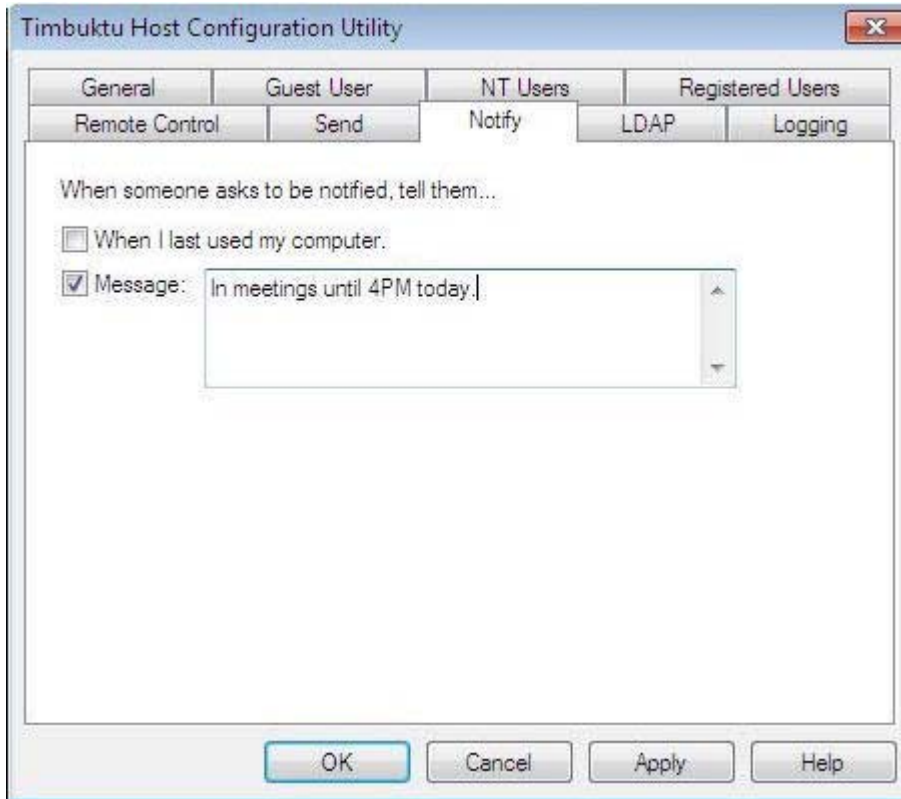 Timbuktu Host Configuration Utility
General Guest User NT Users Registered Users
Remote Control Send Notify LDAP Logging
When someone asks to be notified, tell them...
When I last used my computer.
Message: In meetings until 4PM today.
OK Cancel Apply Help